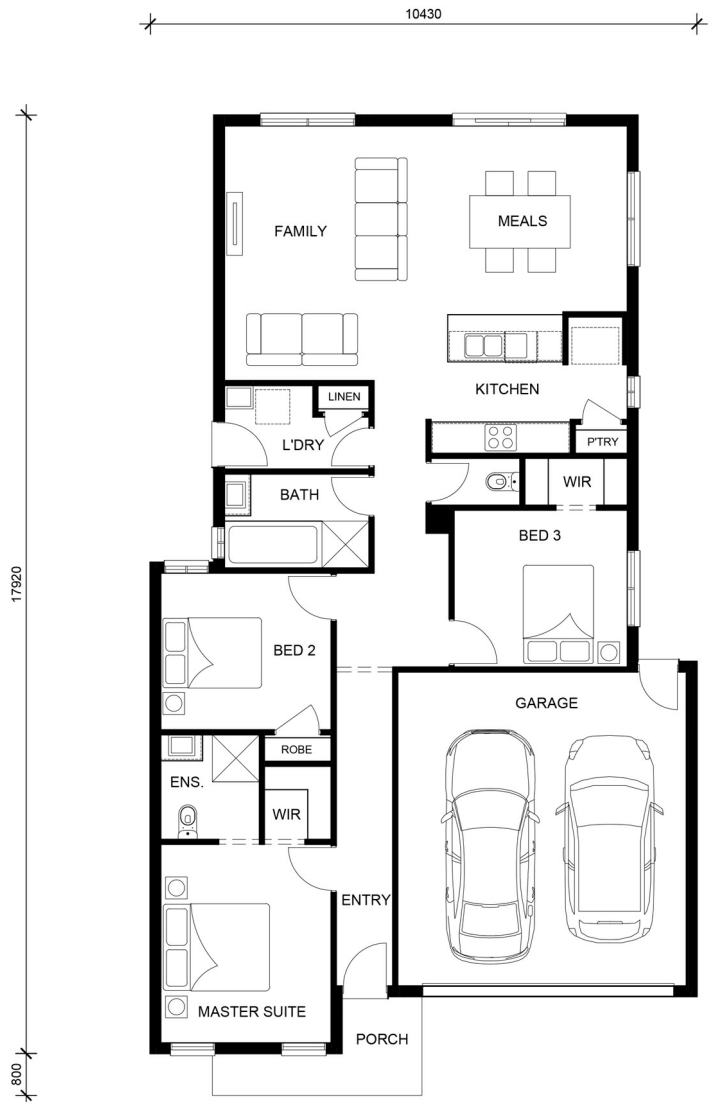 10430
FAMILY
MEALS
KITCHEN
LINEN
L'DRY
P'TRY
BATH
WIR
BED 3
17920
BED 2
GARAGE
ROBE
ENS.
WIR
ENTRY
MASTER SUITE
PORCH
800